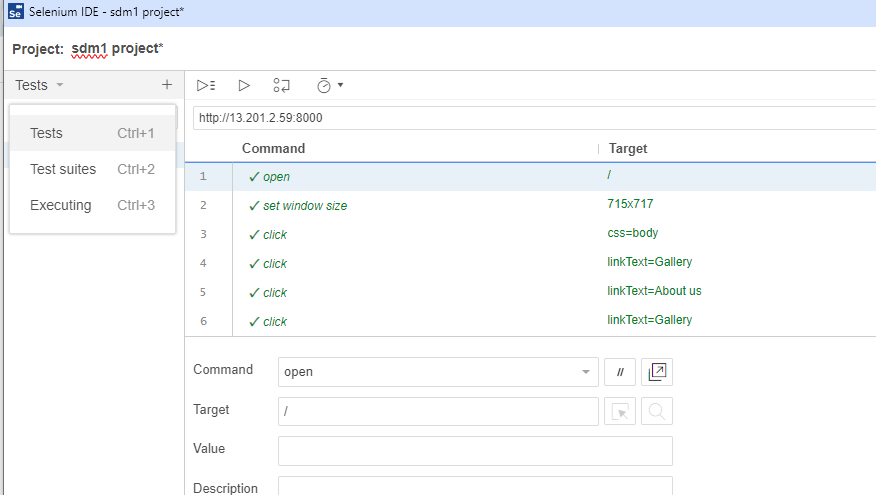 Se Selenium IDE - sdm1 project*
Project: sdm1 project*
Tests
http://13.201.2.59:8000
Tests Ctrl+1
Test suites Ctrl+2
Executing Ctrl+3
Command Target
1 ✓ open /
2 ✓ set window size 715x717
3 ✓ click css=body
4 ✓ click linkText=Gallery
5 ✓ click linkText=About us
6 ✓ click linkText=Gallery
Command open //
Target /
Value
Description